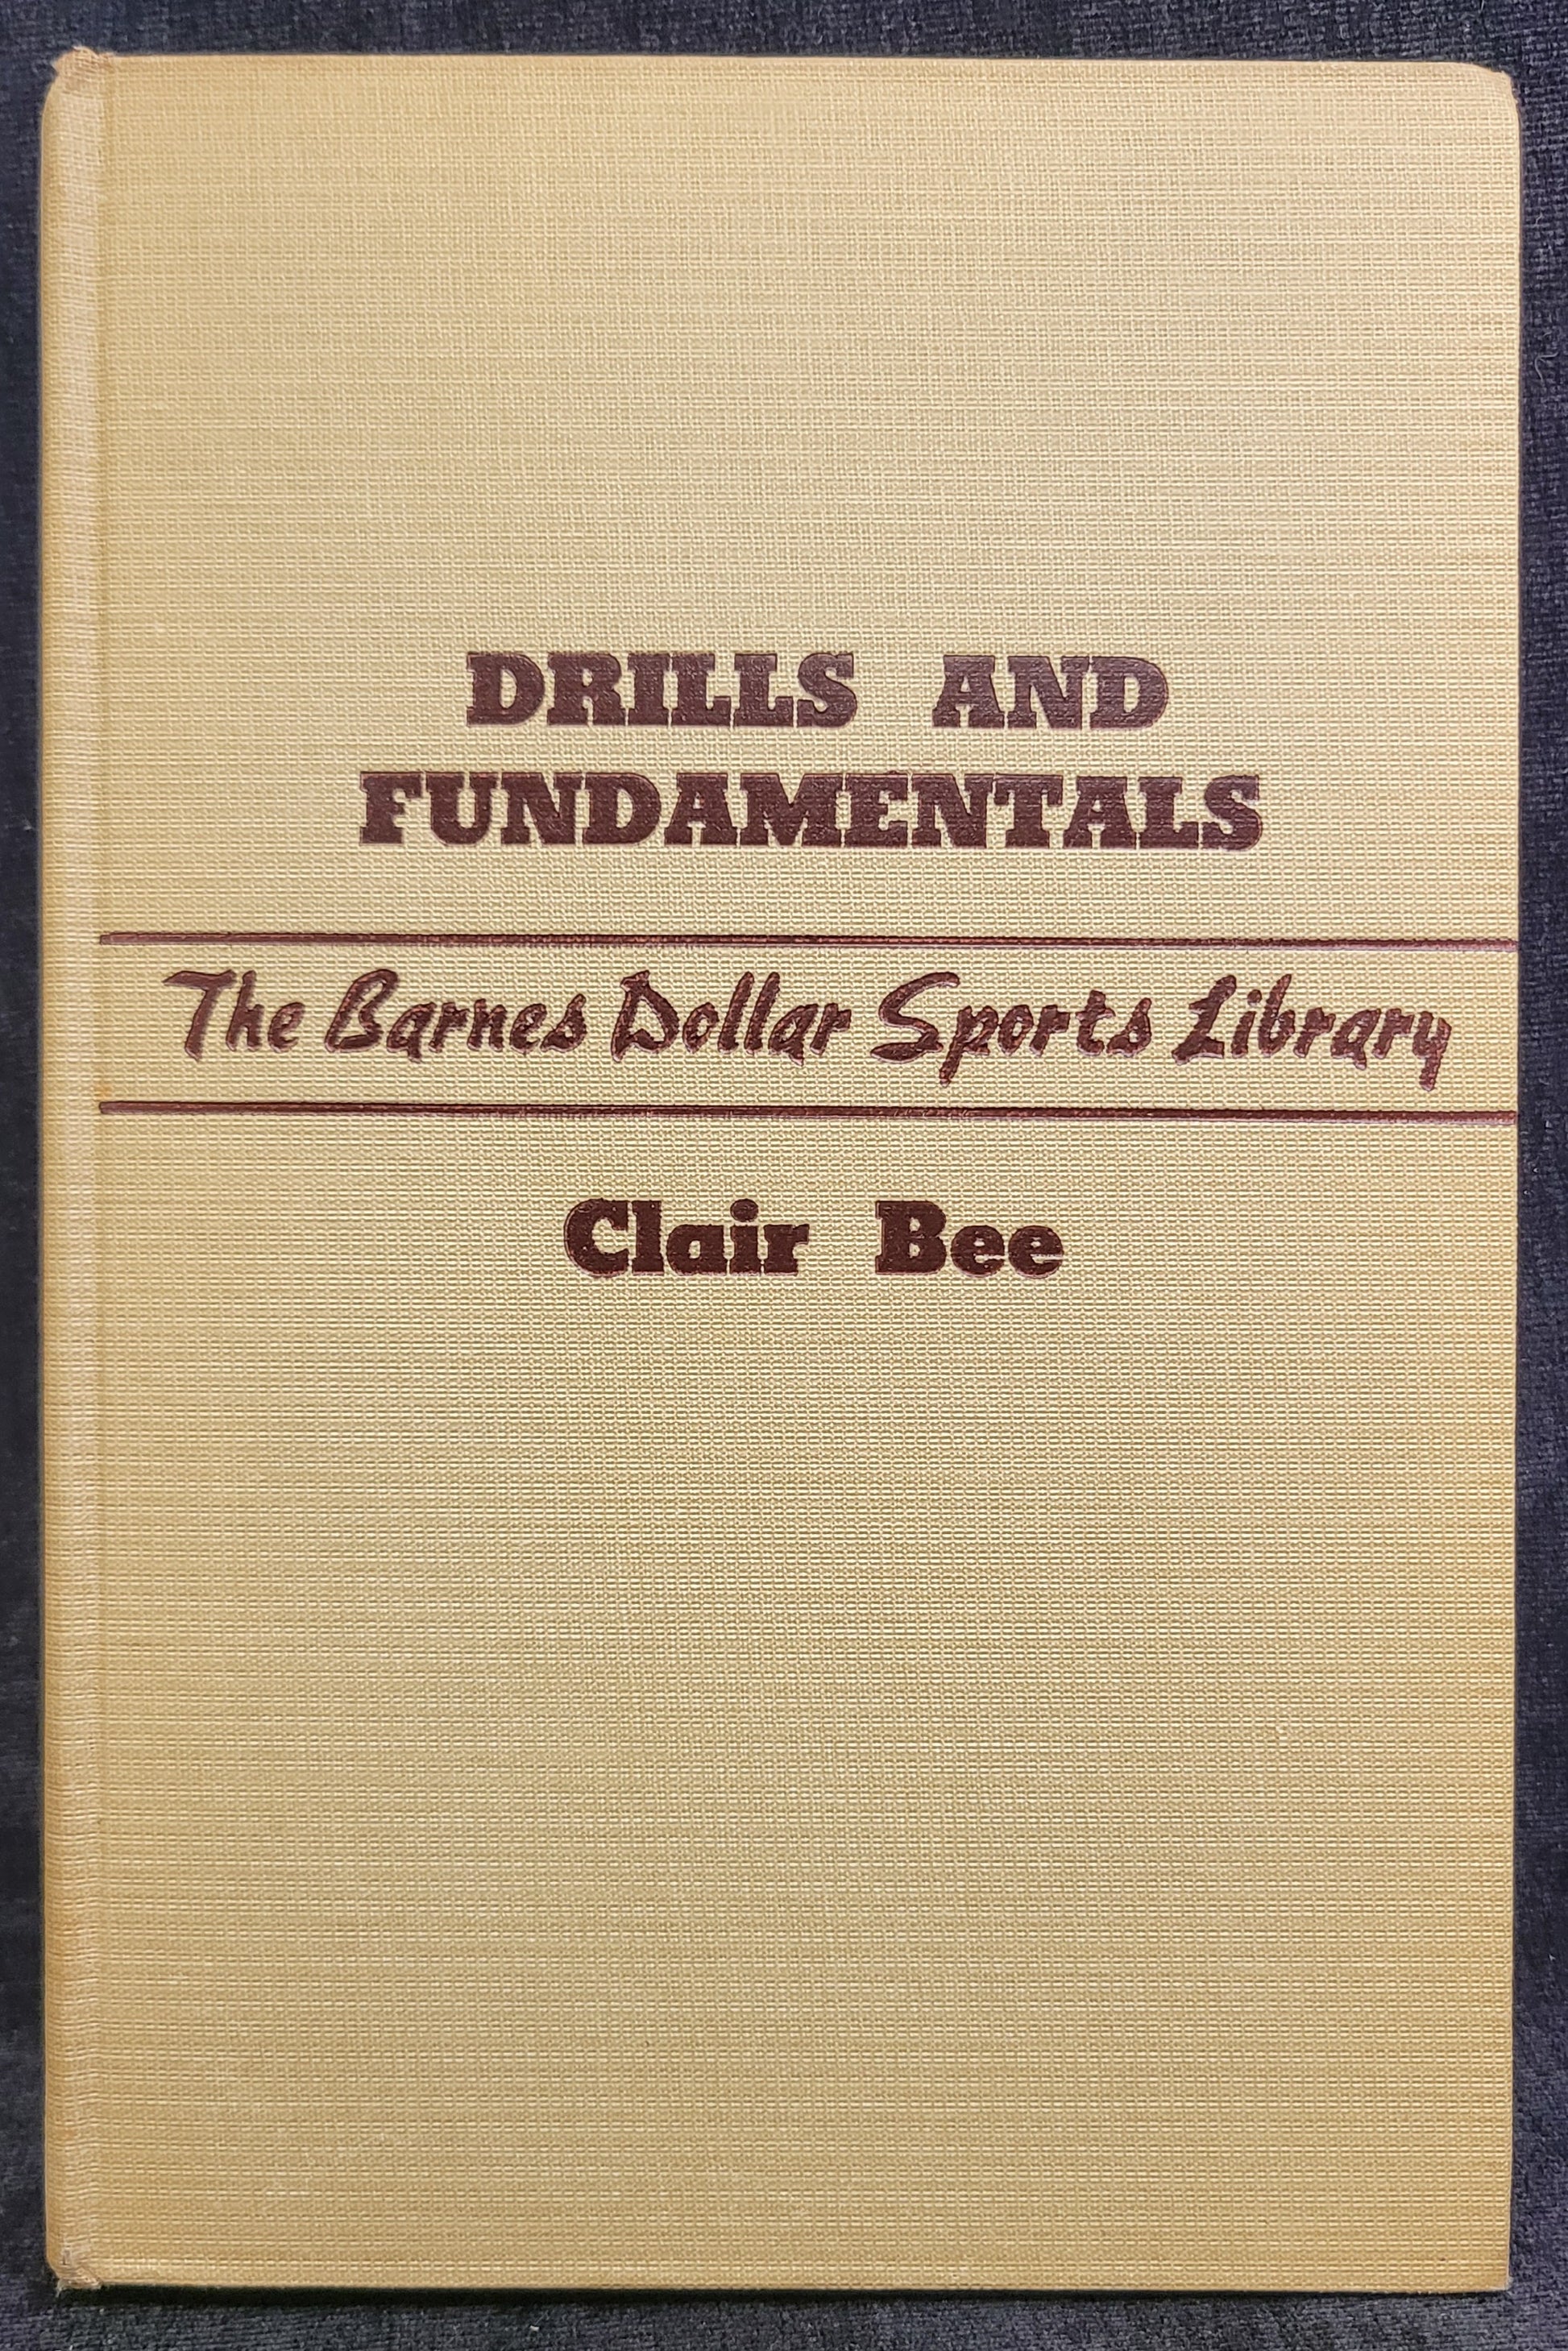 DRILLS AND
FUNDAMENTALS
The Barnes Dollar Sports Library
Clair Bee